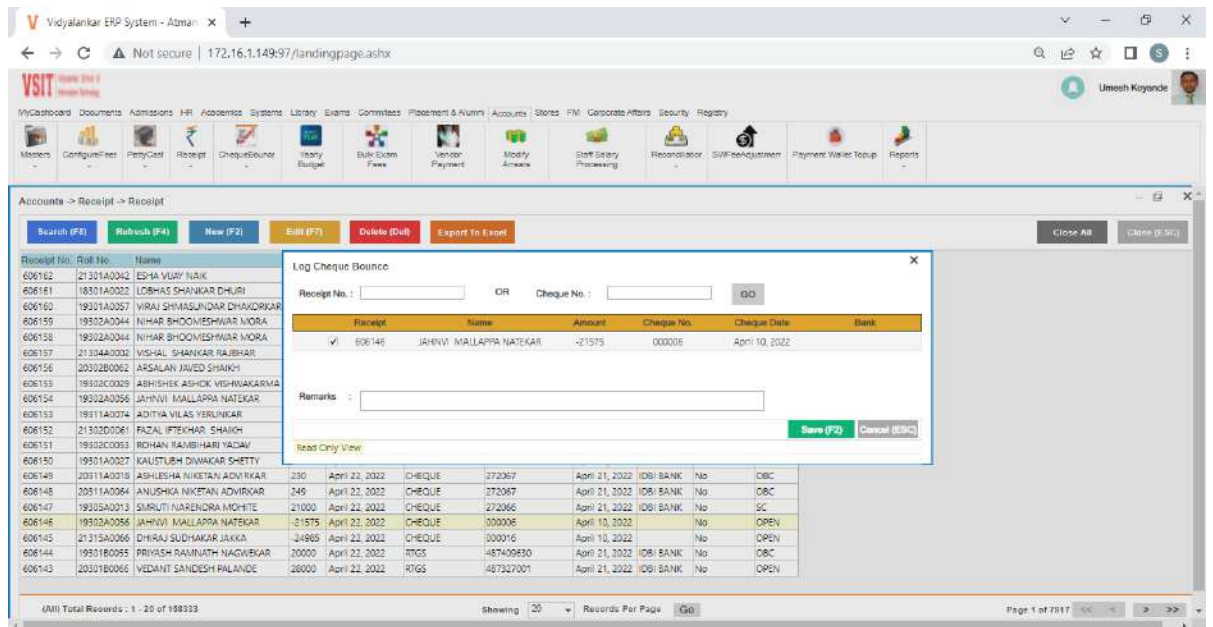 Vidyalankar ERP System - Atman
Not secure | 172.16.1.149:97/landingpage.ashx
S
VSIT
Umesh Koyande
MyDashboard Documents Admissions HR Academics Systems Library Exams Committees Placement & Alumni Accounts Stores FM Corporate Affairs Security Registry
Masters ConfigureFees PettyCash Receipt ChequeBounce Yearly Budget Bulk Exam Fees Vendor Payment Modify Arrears Staff Salary Processing Reconciliation SWFeeAdjustment Payment Wallet Topup Reports
Accounts -> Receipt -> Receipt
Search (F8) Refresh (F4) New (F2) Edit (F7) Delete (Del) Export To Excel Close All Close (ESC)
Receipt No. Roll No. Name
606162 21301A0042 ESHA VIJAY NAIK
606161 18301A0022 LOBHAS SHANKAR DHURI
606160 19301A0057 VIRAJ SHMASUNDAR DHAKORKAR
606159 19302A0044 NIHAR BHOOMESHWAR MORA
606158 19302A0044 NIHAR BHOOMESHWAR MORA
606157 21304A0002 VISHAL SHANKAR RAJBHAR
606156 20302B0062 ARSALAN JAVED SHAIKH
606155 19302C0029 ABHISHEK ASHOK VISHWAKARMA
606154 19302A0056 JAHNVI MALLAPPA NATEKAR
606153 19311A0074 ADITYA VILAS YERUNKAR
606152 21302D0061 FAZAL IFTEKHAR SHAIKH
606151 19302C0053 ROHAN RAMBIHARI YADAV
606150 19301A0027 KAUSTUBH DIWAKAR SHETTY
606149 20311A0018 ASHLESHA NIKETAN ADVIRKAR 230 April 22, 2022 CHEQUE 272067 April 21, 2022 IDBI BANK No OBC
606148 20311A0064 ANUSHKA NIKETAN ADVIRKAR 249 April 22, 2022 CHEQUE 272067 April 21, 2022 IDBI BANK No OBC
606147 19305A0013 SMRUTI NARENDRA MOHITE 21000 April 22, 2022 CHEQUE 272066 April 21, 2022 IDBI BANK No SC
606146 19302A0056 JAHNVI MALLAPPA NATEKAR -21575 April 22, 2022 CHEQUE 000006 April 10, 2022 No OPEN
606145 21315A0066 DHIRAJ SUDHAKAR JAKKA -24985 April 22, 2022 CHEQUE 000016 April 10, 2022 No OPEN
606144 19301B0055 PRIYASH RAMNATH NAGWEKAR 20000 April 22, 2022 RTGS 487409630 April 21, 2022 IDBI BANK No OBC
606143 20301B0066 VEDANT SANDESH PALANDE 28000 April 22, 2022 RTGS 487327001 April 21, 2022 IDBI BANK No OPEN
Log Cheque Bounce
Receipt No. : OR Cheque No. : GO
Receipt Name Amount Cheque No. Cheque Date Bank
606146 JAHNVI MALLAPPA NATEKAR -21575 000006 April 10, 2022
Remarks :
Save (F2) Cancel (ESC)
Read Only View
(All) Total Records : 1 - 20 of 156333 Showing 20 Records Per Page Go Page 1 of 7817 << < > >>